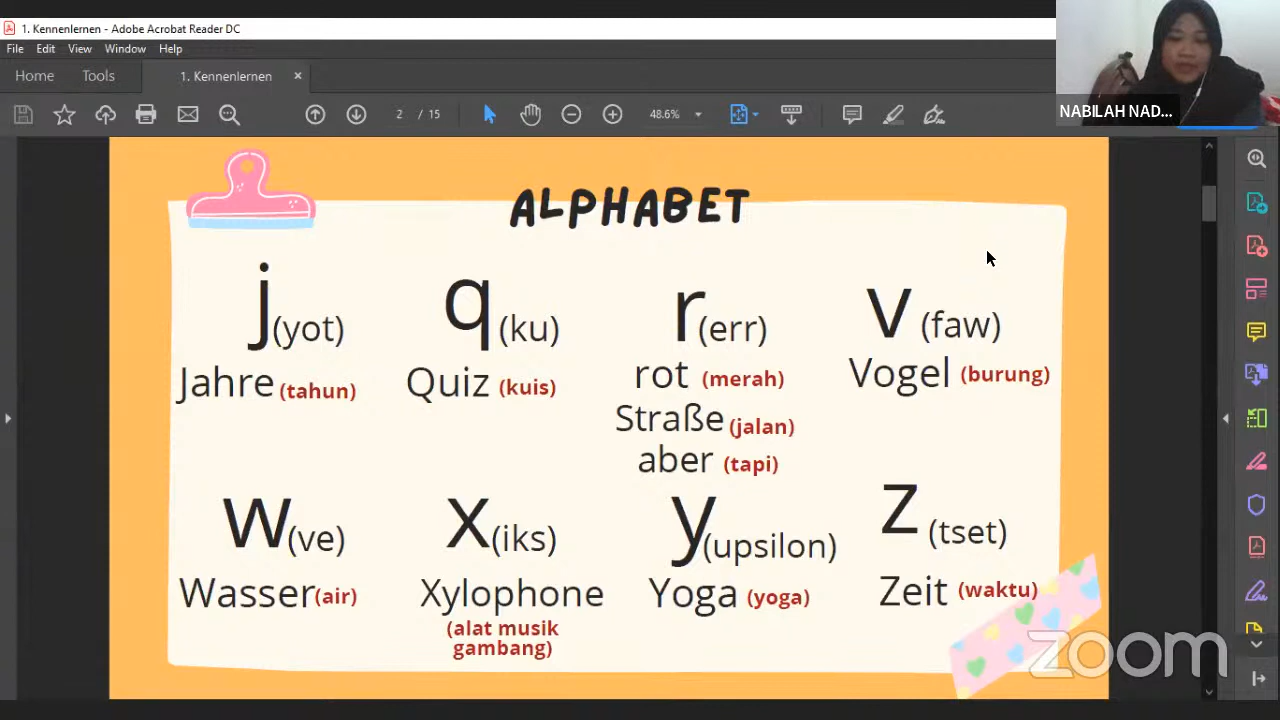 1. Kennenlernen - Adobe Acrobat Reader DC
File Edit View Window Help
Home Tools 1. Kennenlernen ×
2 / 15 48.6%
NABILAH NAD...
ALPHABET
j (yot) q (ku) r (err) v (faw)
Jahre (tahun) Quiz (kuis) rot (merah) Vogel (burung)
Straße (jalan)
aber (tapi)
w (ve) x (iks) y (upsilon) z (tset)
Wasser (air) Xylophone Yoga (yoga) Zeit (waktu)
(alat musik
gambang)
zoom